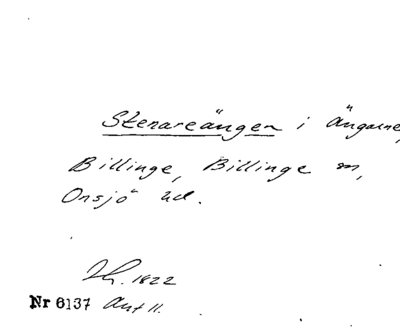 Stenareängen i Ängarne,
Billinge, Billinge sn,
Onsjö hd.
1822
Nr 6137 Akt 11.